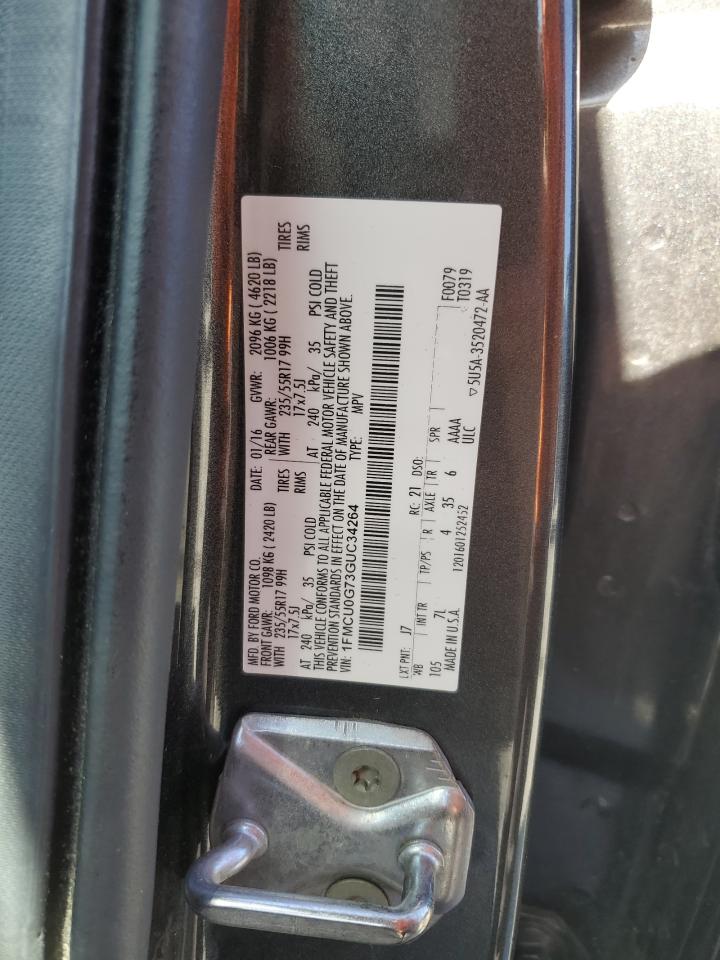 MFD. BY FORD MOTOR CO. DATE: 01/16 GVWR: 2096 KG ( 4620 LB)
FRONT GAWR: 1098 KG ( 2420 LB) REAR GAWR: 1006 KG ( 2218 LB)
WITH 235/55R17 99H TIRES WITH 235/55R17 99H TIRES
17x7.5J RIMS 17x7.5J RIMS
AT 240 kPa/ 35 PSI COLD AT 240 kPa/ 35 PSI COLD
THIS VEHICLE CONFORMS TO ALL APPLICABLE FEDERAL MOTOR VEHICLE SAFETY AND THEFT
PREVENTION STANDARDS IN EFFECT ON THE DATE OF MANUFACTURE SHOWN ABOVE.
VIN: 1FMCU0G73GUC34264 TYPE: MPV
EXT PNT: J7 RC: 21 DSO: F0079
WB INT TR TP/PS R AXLE TR SPR T0319
105 7L 4 35 6 AAAA
MADE IN U.S.A. 1201601252452 ULC ▽5U5A-3520472-AA